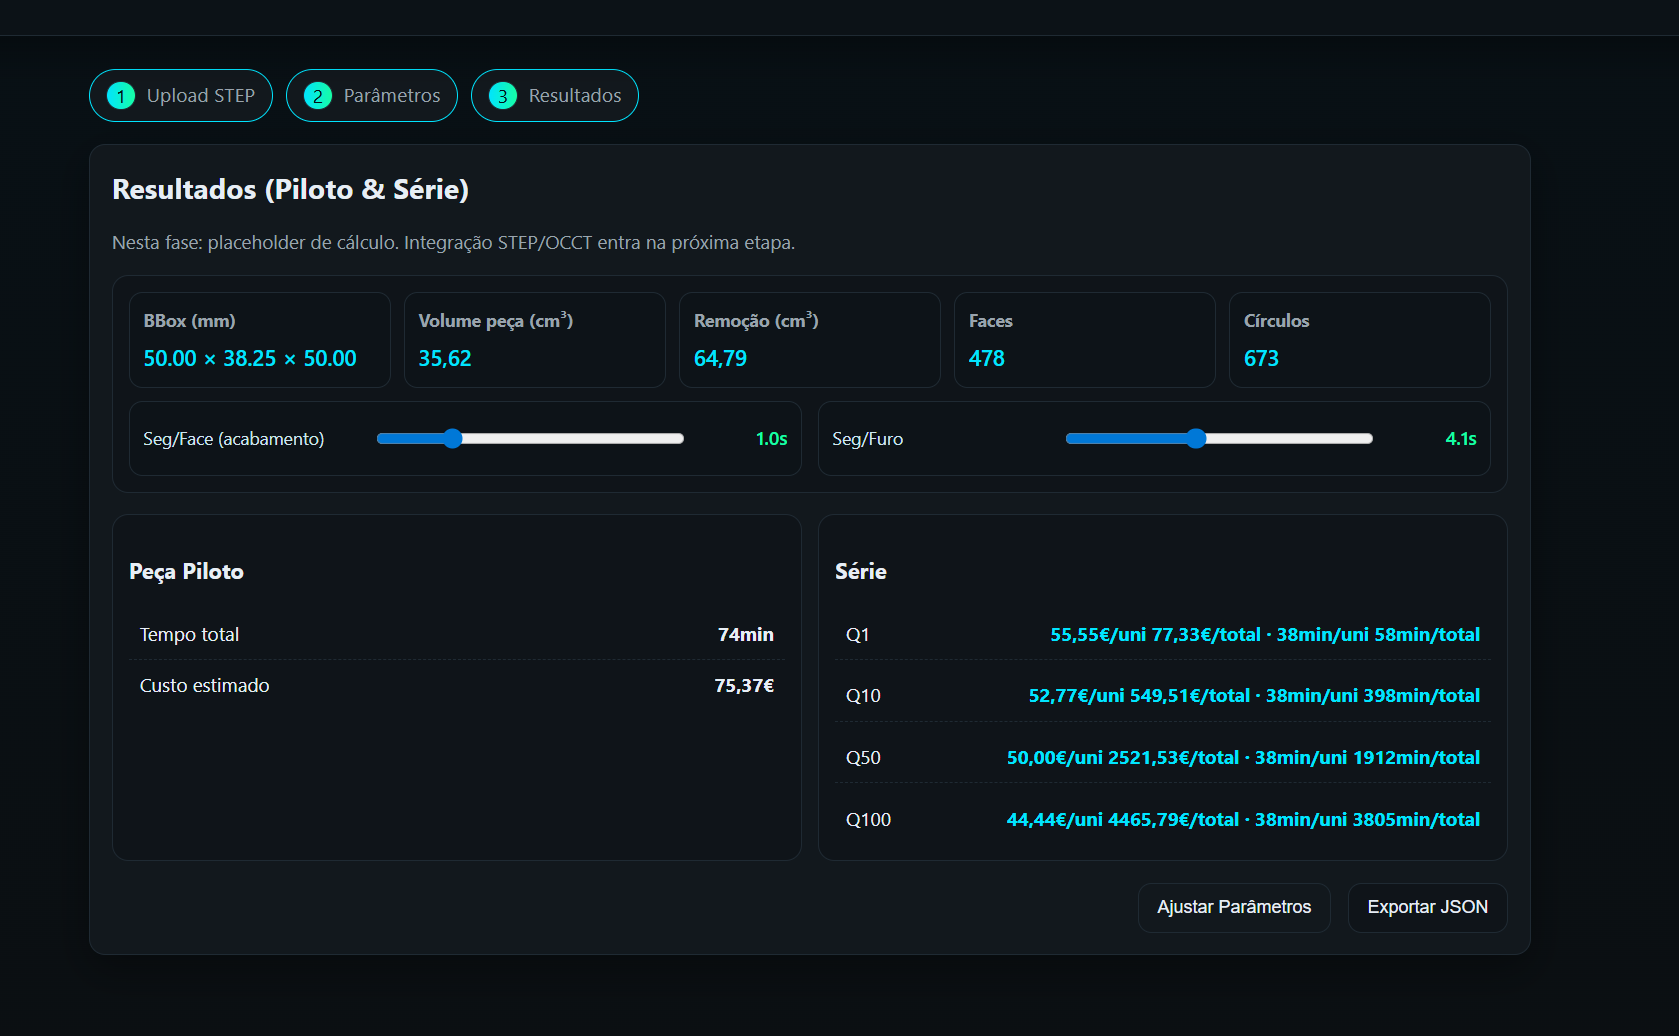 1 Upload STEP 2 Parâmetros 3 Resultados
Resultados (Piloto & Série)
Nesta fase: placeholder de cálculo. Integração STEP/OCCT entra na próxima etapa.
BBox (mm)
50.00 × 38.25 × 50.00
Volume peça (cm³)
35,62
Remoção (cm³)
64,79
Faces
478
Círculos
673
Seg/Face (acabamento) 1.0s
Seg/Furo 4.1s
Peça Piloto
Tempo total 74min
Custo estimado 75,37€
Série
Q1 55,55€/uni 77,33€/total · 38min/uni 58min/total
Q10 52,77€/uni 549,51€/total · 38min/uni 398min/total
Q50 50,00€/uni 2521,53€/total · 38min/uni 1912min/total
Q100 44,44€/uni 4465,79€/total · 38min/uni 3805min/total
Ajustar Parâmetros Exportar JSON